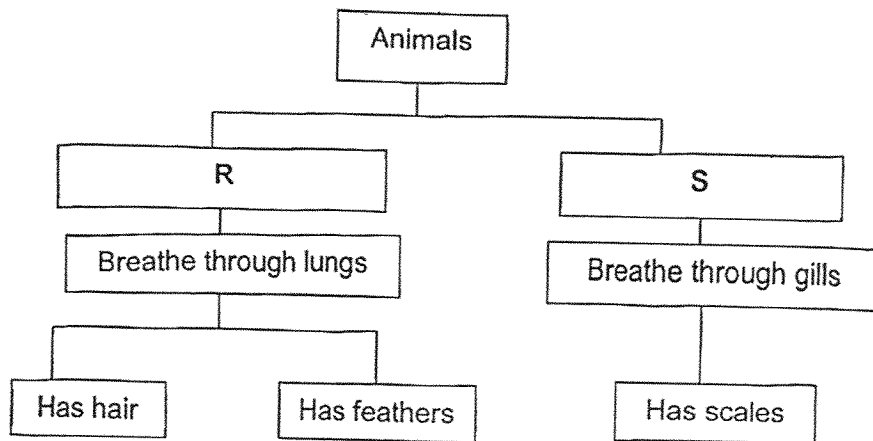 Animals
R
S
Breathe through lungs
Breathe through gills
Has hair
Has feathers
Has scales